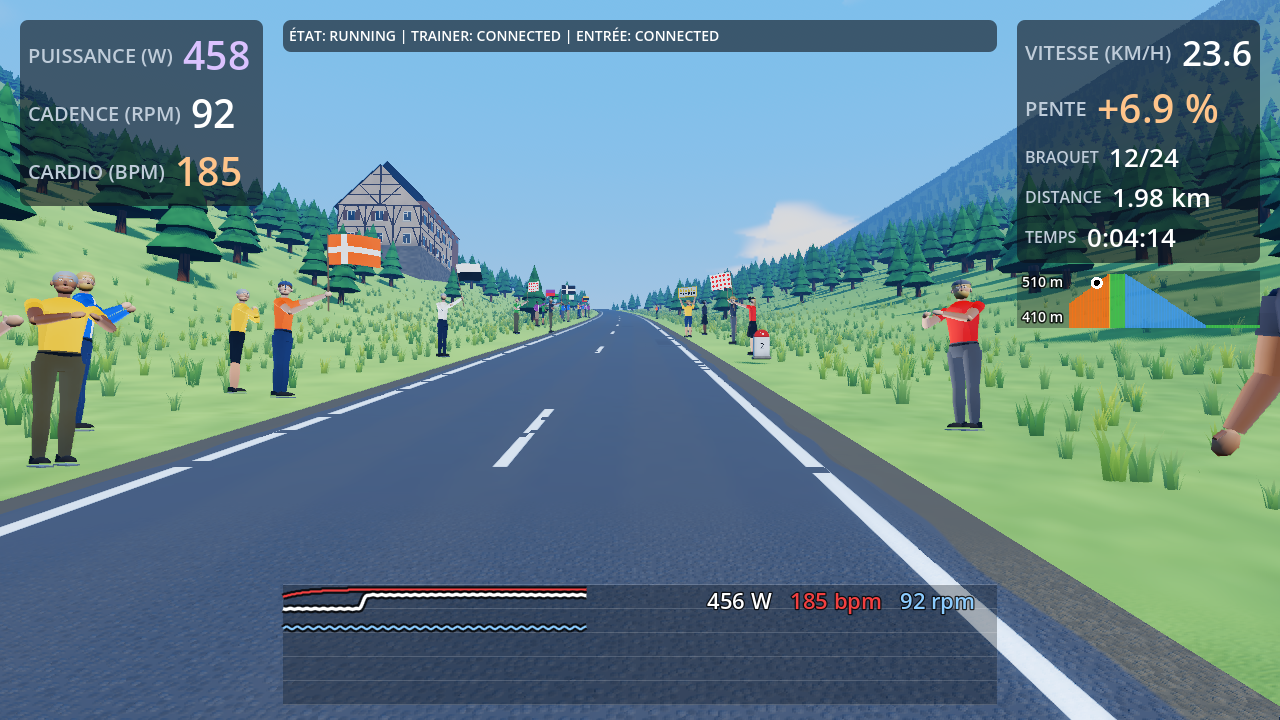 PUISSANCE (W) 458
CADENCE (RPM) 92
CARDIO (BPM) 185
ÉTAT: RUNNING | TRAINER: CONNECTED | ENTRÉE: CONNECTED
VITESSE (KM/H) 23.6
PENTE +6.9 %
BRAQUET 12/24
DISTANCE 1.98 km
TEMPS 0:04:14
510 m
410 m
2
456 W 185 bpm 92 rpm